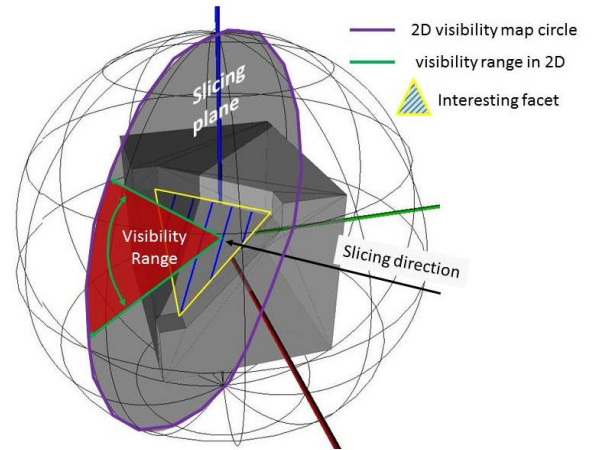 2D visibility map circle
visibility range in 2D
Interesting facet
Slicing
plane
Visibility
Range
Slicing direction